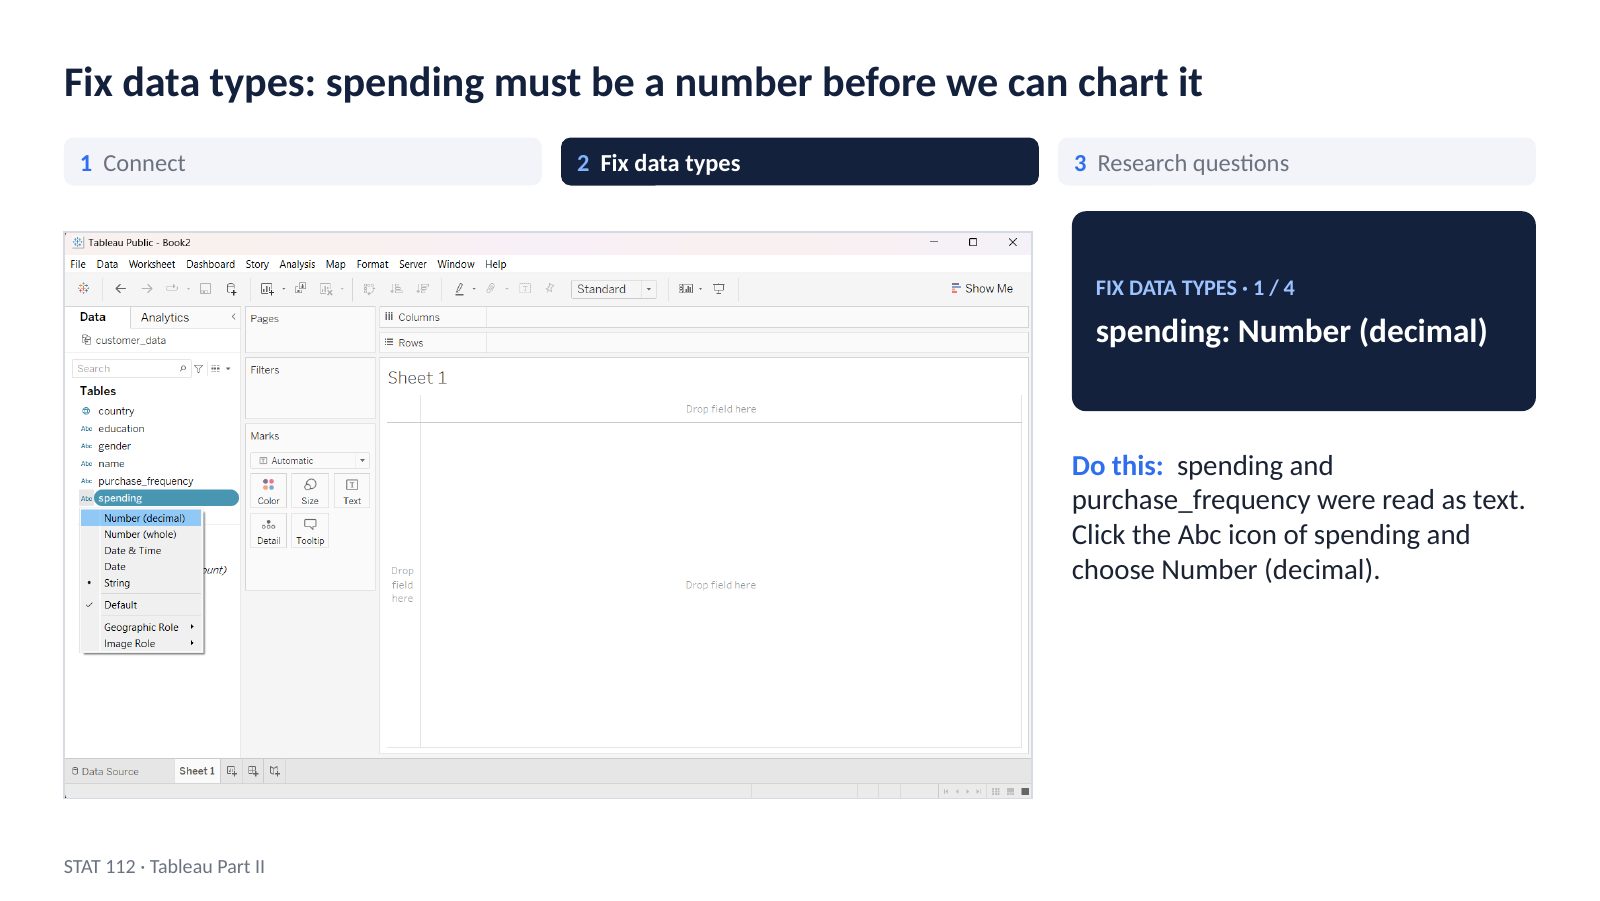 Fix data types: spending must be a number before we can chart it
1 Connect
2 Fix data types
3 Research questions
Tableau Public - Book2
File Data Worksheet Dashboard Story Analysis Map Format Server Window Help
Standard
Show Me
Data Analytics
customer_data
Search
Tables
country
Abc education
Abc gender
Abc name
Abc purchase_frequency
Abc spending
Number (decimal)
Number (whole)
Date & Time
Date
String
Default
Geographic Role
Image Role
ount)
Pages
Filters
Marks
Automatic
Color Size Text
Detail Tooltip
Columns
Rows
Sheet 1
Drop field here
Drop
field
here
Drop field here
Data Source Sheet 1
FIX DATA TYPES · 1 / 4
spending: Number (decimal)
Do this: spending and
purchase_frequency were read as text.
Click the Abc icon of spending and
choose Number (decimal).
STAT 112 · Tableau Part II